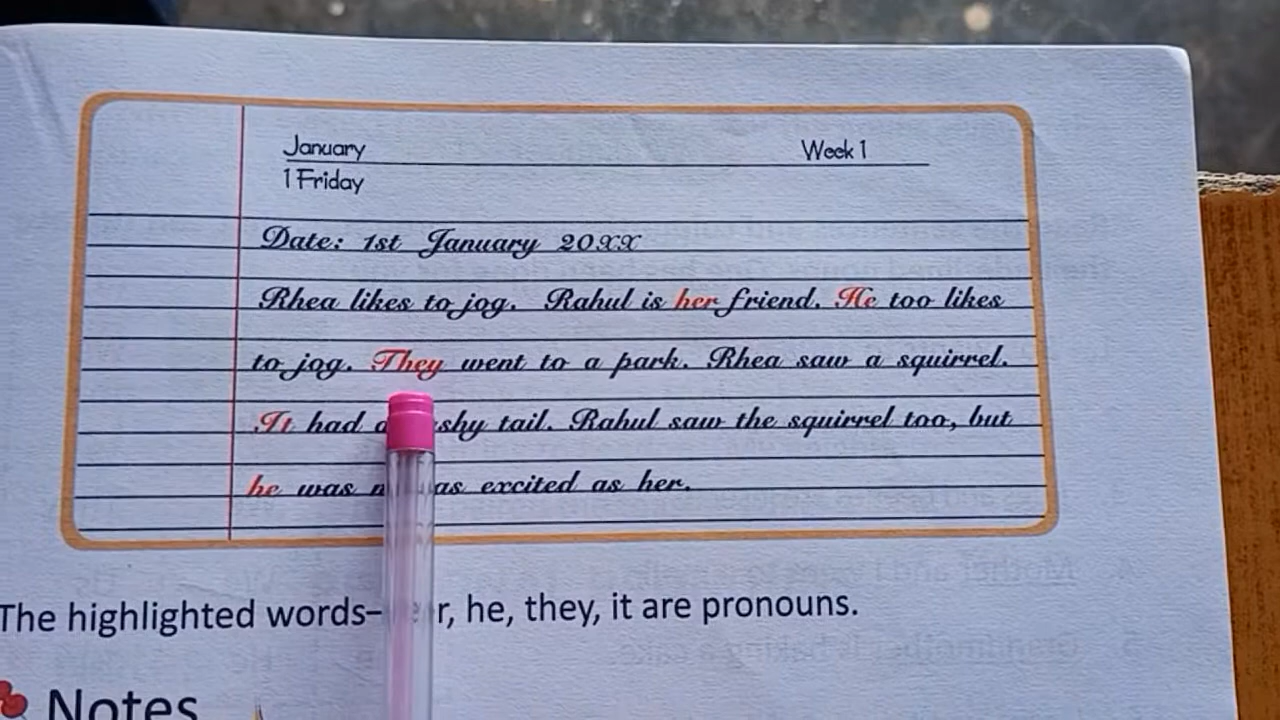 January Week 1
1 Friday
Date: 1st January 20XX
Rhea likes to jog. Rahul is her friend. He too likes
to jog. They went to a park. Rhea saw a squirrel.
It had a tail. Rahul saw the squirrel too, but
he was as excited as her.
The highlighted words– he, they, it are pronouns.
Notes